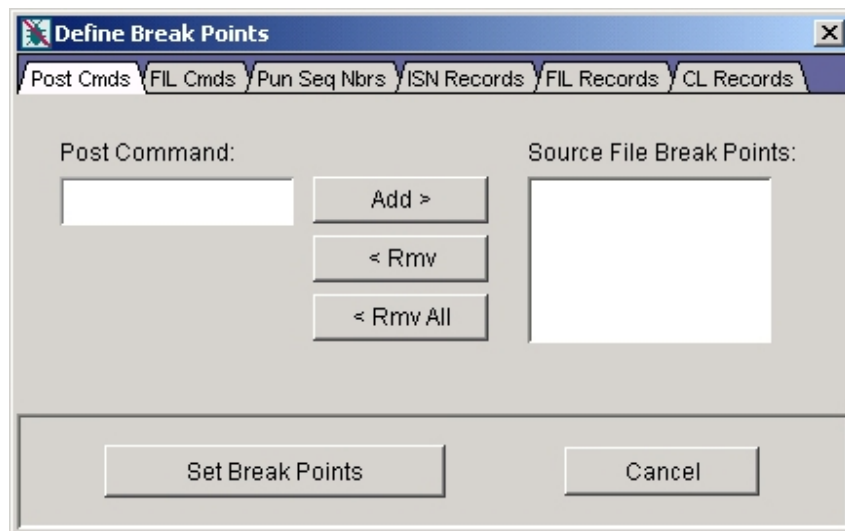 Define Break Points
Post Cmds FIL Cmds Pun Seq Nbrs ISN Records FIL Records CL Records
Post Command:
Source File Break Points:
Add >
< Rmv
< Rmv All
Set Break Points
Cancel